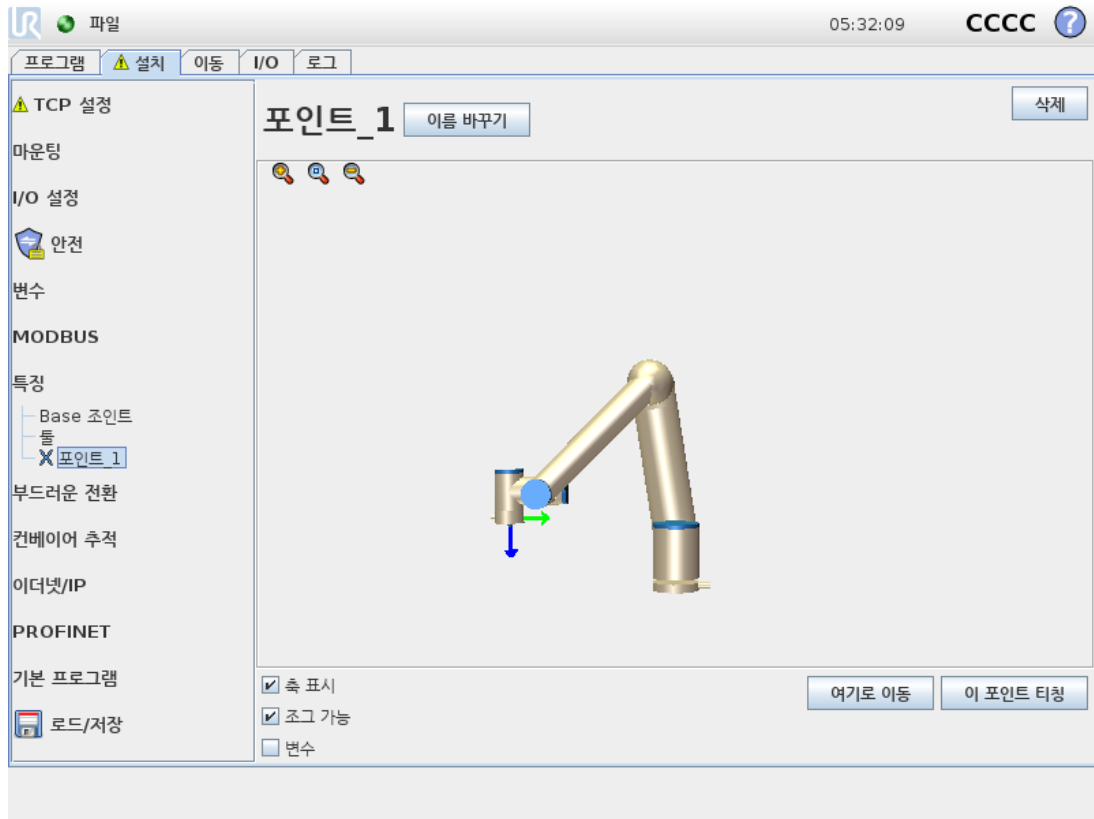 UR 파일 05:32:09 CCCC ?
프로그램 설치 이동 I/O 로그
TCP 설정
마운팅
I/O 설정
안전
변수
MODBUS
특징
Base 조인트
툴
포인트_1
부드러운 전환
컨베이어 추적
이더넷/IP
PROFINET
기본 프로그램
로드/저장
포인트_1 이름 바꾸기 삭제
축 표시
조그 가능
변수
여기로 이동 이 포인트 티칭